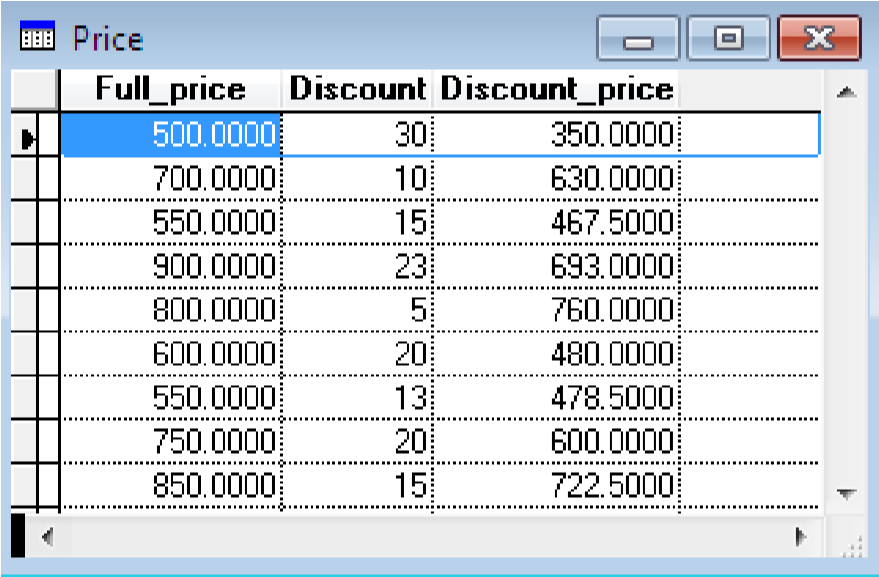 Price
Full_price Discount Discount_price
500.0000 30 350.0000
700.0000 10 630.0000
550.0000 15 467.5000
900.0000 23 693.0000
800.0000 5 760.0000
600.0000 20 480.0000
550.0000 13 478.5000
750.0000 20 600.0000
850.0000 15 722.5000